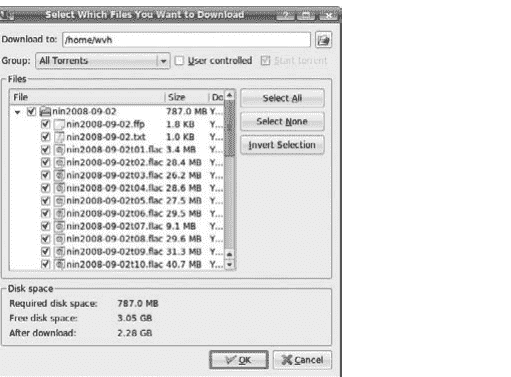 Select Which Files You Want to Download
Download to: /home/wvh
Group: All Torrents User controlled Start torrent
Files
File Size Do
nin2008-09-02 787.0 MB Y...
nin2008-09-02.ffp 1.8 KB Y...
nin2008-09-02.txt 1.0 KB Y...
nin2008-09-02t01.flac 3.4 MB Y...
nin2008-09-02t02.flac 28.4 MB Y...
nin2008-09-02t03.flac 26.2 MB Y...
nin2008-09-02t04.flac 28.6 MB Y...
nin2008-09-02t05.flac 27.5 MB Y...
nin2008-09-02t06.flac 29.5 MB Y...
nin2008-09-02t07.flac 9.1 MB Y...
nin2008-09-02t08.flac 29.6 MB Y...
nin2008-09-02t09.flac 31.3 MB Y...
nin2008-09-02t10.flac 40.7 MB Y...
Select All
Select None
Invert Selection
Disk space
Required disk space: 787.0 MB
Free disk space: 3.05 GB
After download: 2.28 GB
OK Cancel